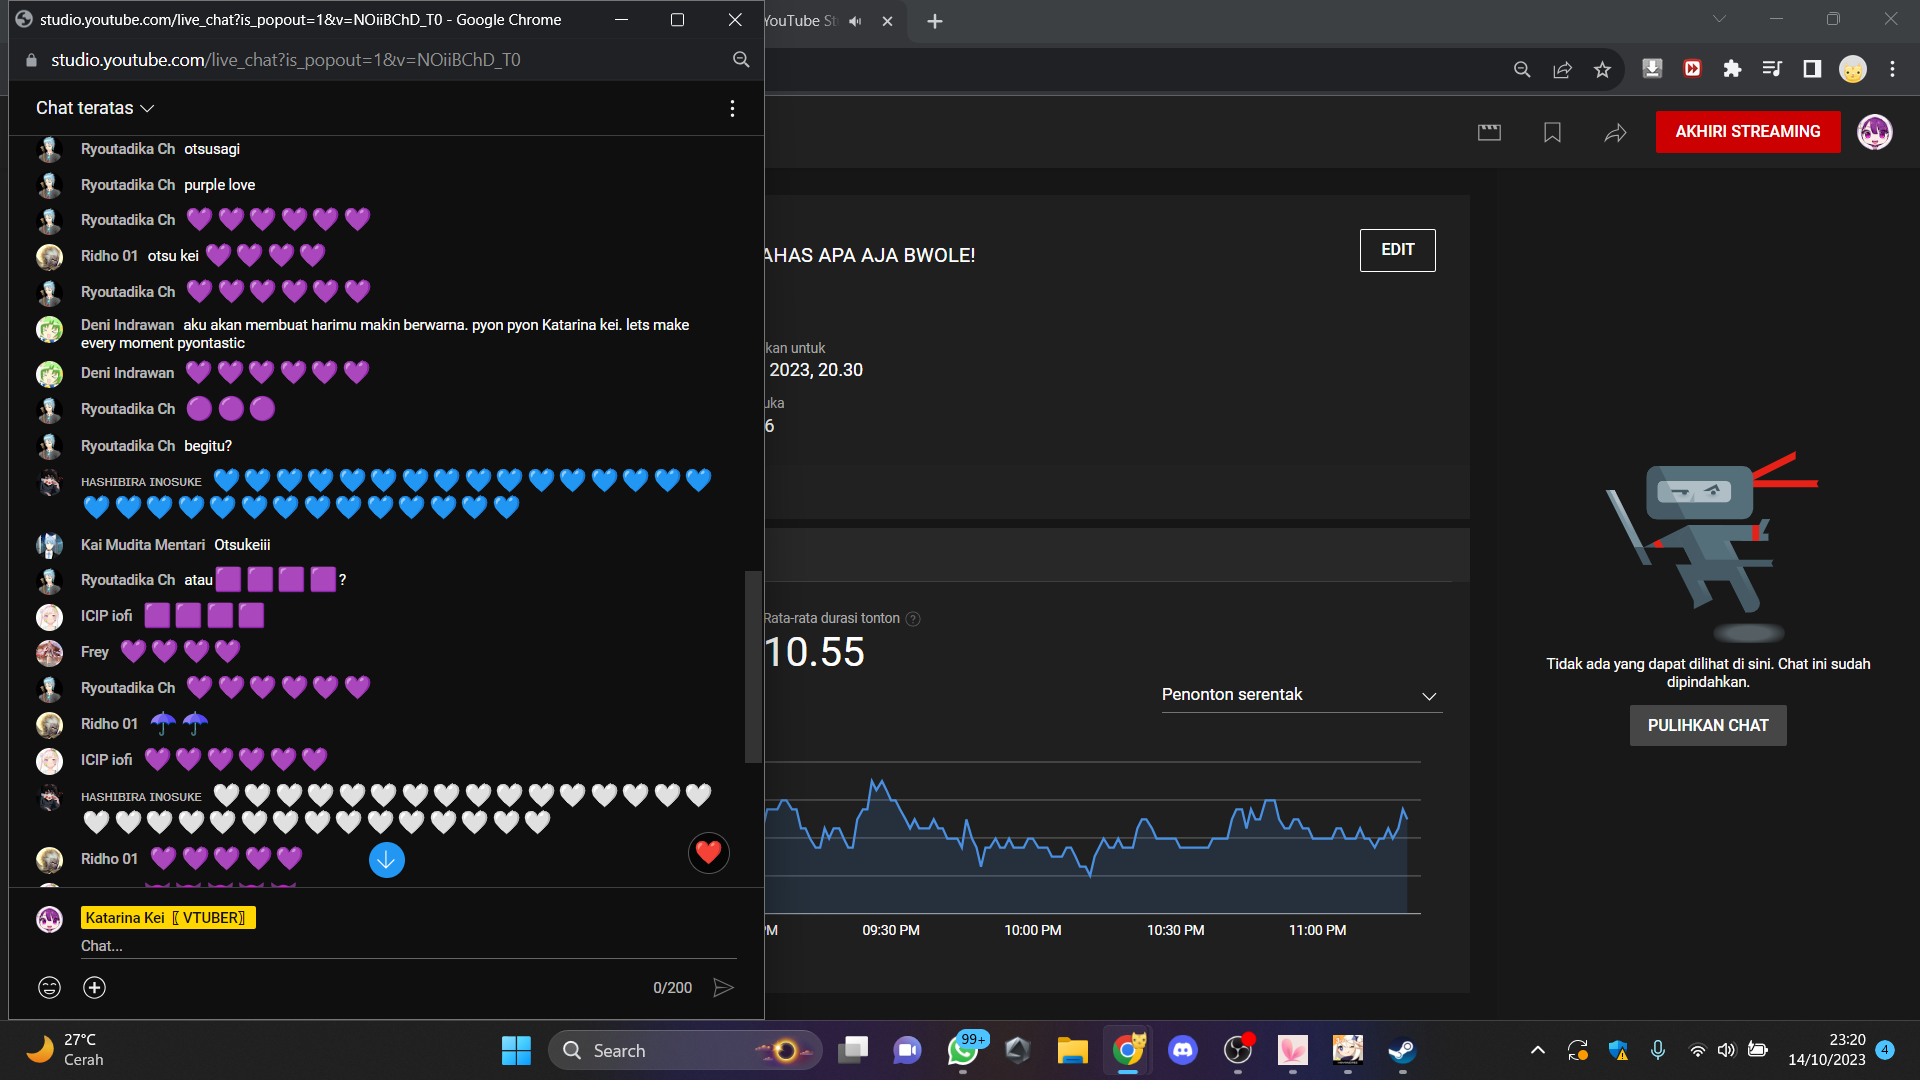 studio.youtube.com/live_chat?is_popout=1&v=NOiiBChD_T0 - Google Chrome
YouTube St
studio.youtube.com/live_chat?is_popout=1&v=NOiiBChD_T0
Chat teratas
AKHIRI STREAMING
Ryoutadika Ch otsusagi
Ryoutadika Ch purple love
Ryoutadika Ch 💜💜💜💜💜💜
Ridho 01 otsu kei 💜💜💜💜
Ryoutadika Ch 💜💜💜💜💜💜
Deni Indrawan aku akan membuat harimu makin berwarna. pyon pyon Katarina kei. lets make
every moment pyontastic
Deni Indrawan 💜💜💜💜💜💜
Ryoutadika Ch 🟣🟣🟣
Ryoutadika Ch begitu?
HASHIBIRA INOSUKE 💙💙💙💙💙💙💙💙💙💙💙💙💙💙💙💙
💙💙💙💙💙💙💙💙💙💙💙💙💙💙
Kai Mudita Mentari Otsukeiii
Ryoutadika Ch atau🟪🟪🟪🟪?
ICIP iofi 🟪🟪🟪🟪
Frey 💜💜💜💜
Ryoutadika Ch 💜💜💜💜💜💜
Ridho 01 ☂☂
ICIP iofi 💜💜💜💜💜💜
HASHIBIRA INOSUKE 🤍🤍🤍🤍🤍🤍🤍🤍🤍🤍🤍🤍🤍🤍🤍🤍
🤍🤍🤍🤍🤍🤍🤍🤍🤍🤍🤍🤍🤍🤍🤍
Ridho 01 💜💜💜💜💜
Katarina Kei 〖 VTUBER〗
Chat...
0/200
AHAS APA AJA BWOLE!
EDIT
kan untuk
2023, 20.30
uka
6
Rata-rata durasi tonton ?
10.55
Penonton serentak
PM
09:30 PM
10:00 PM
10:30 PM
11:00 PM
Tidak ada yang dapat dilihat di sini. Chat ini sudah
dipindahkan.
PULIHKAN CHAT
27°C
Cerah
Search
99+
23:20
14/10/2023
4